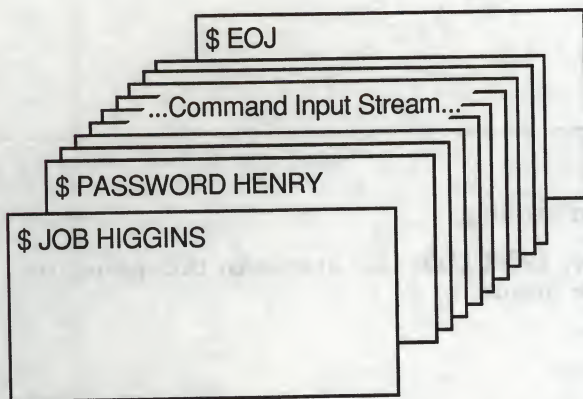 $ EOJ
...Command Input Stream...
$ PASSWORD HENRY
$ JOB HIGGINS